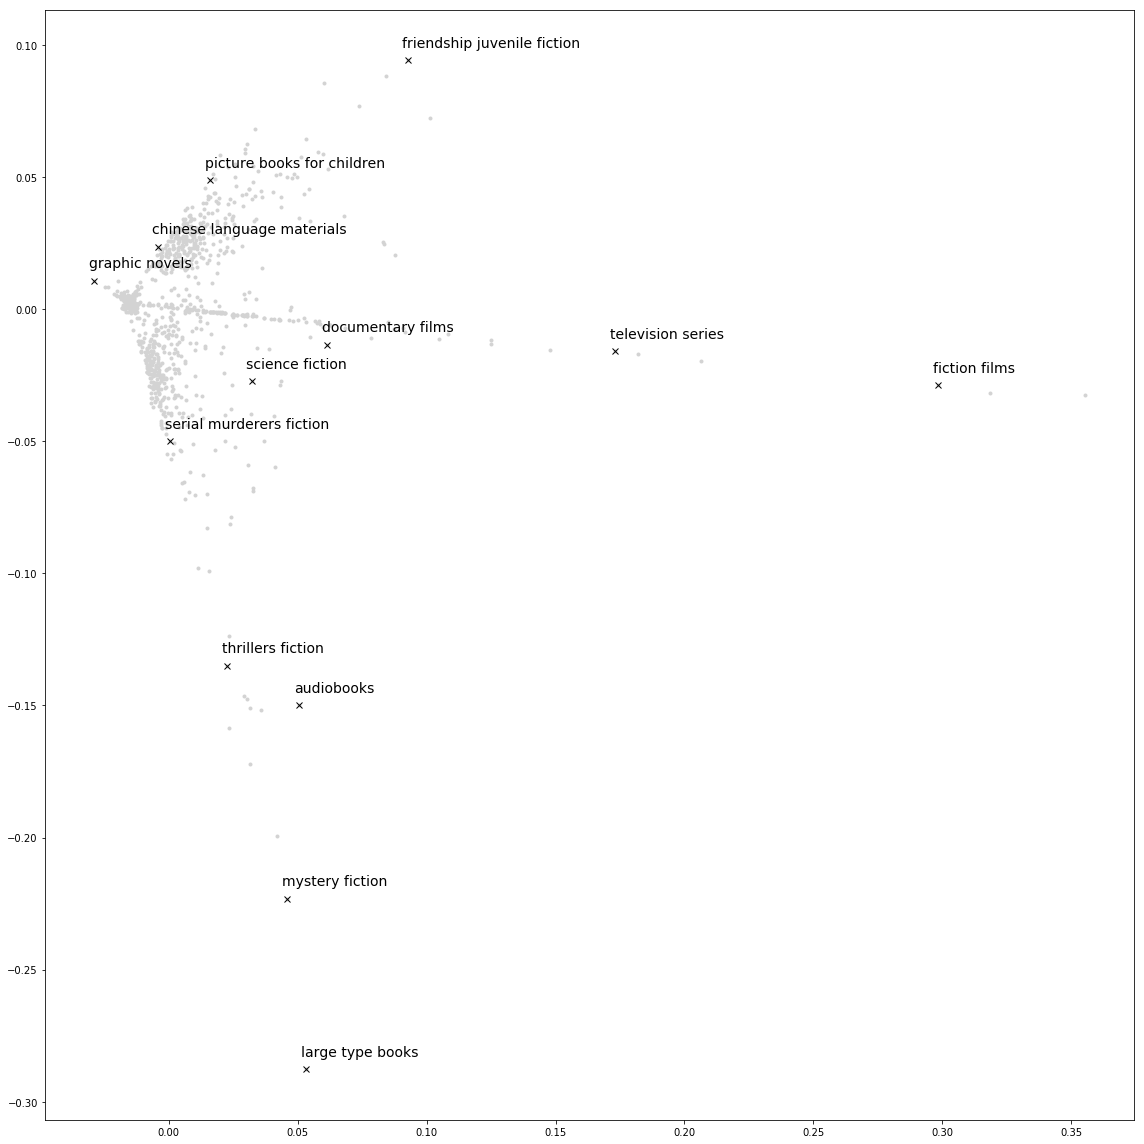 friendship juvenile fiction
picture books for children
chinese language materials
graphic novels
documentary films
television series
science fiction
fiction films
serial murderers fiction
thrillers fiction
audiobooks
mystery fiction
large type books
0.10
0.05
0.00
−0.05
−0.10
−0.15
−0.20
−0.25
−0.30
0.00 0.05 0.10 0.15 0.20 0.25 0.30 0.35